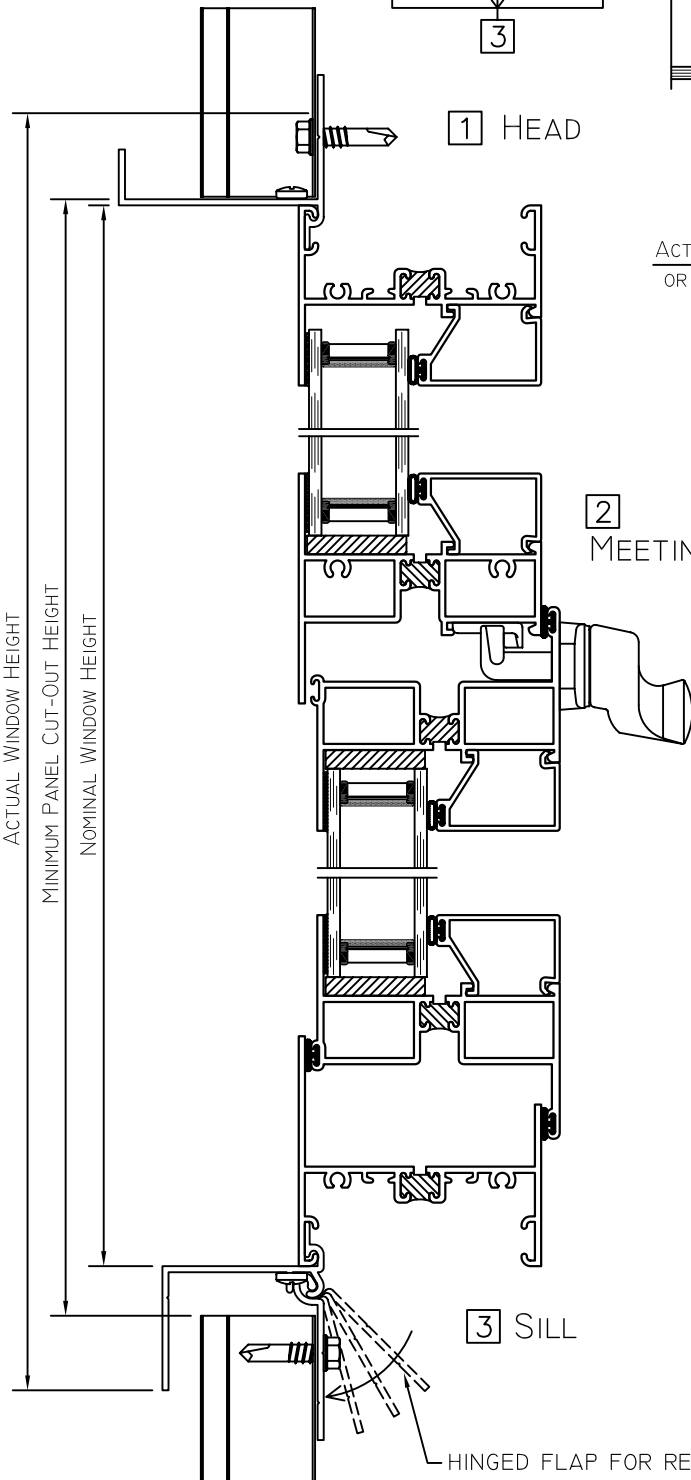 3
1 HEAD
ACT
OR
2
MEETIN
ACTUAL WINDOW HEIGHT
MINIMUM PANEL CUT-OUT HEIGHT
NOMINAL WINDOW HEIGHT
3 SILL
HINGED FLAP FOR RE